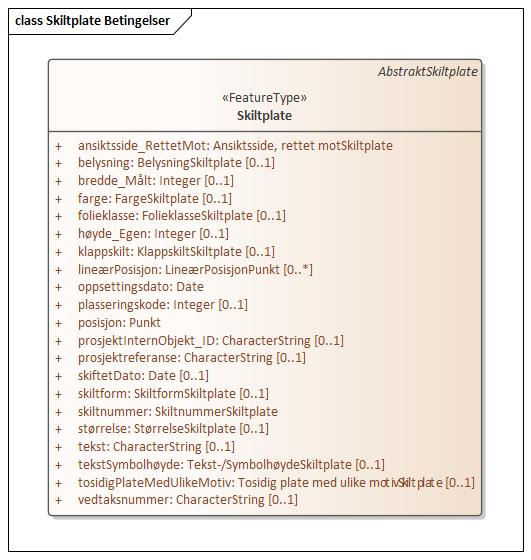 class Skiltplate Betingelser
AbstraktSkiltplate
«FeatureType»
Skiltplate
+ ansiktsside_RettetMot: Ansiktsside, rettet motSkiltplate
+ belysning: BelysningSkiltplate [0..1]
+ bredde_Målt: Integer [0..1]
+ farge: FargeSkiltplate [0..1]
+ folieklasse: FolieklasseSkiltplate [0..1]
+ høyde_Egen: Integer [0..1]
+ klappskilt: KlappskiltSkiltplate [0..1]
+ lineærPosisjon: LineærPosisjonPunkt [0..*]
+ oppsettingsdato: Date
+ plasseringskode: Integer [0..1]
+ posisjon: Punkt
+ prosjektInternObjekt_ID: CharacterString [0..1]
+ prosjektreferanse: CharacterString [0..1]
+ skiftetDato: Date [0..1]
+ skiltform: SkiltformSkiltplate [0..1]
+ skiltnummer: SkiltnummerSkiltplate
+ størrelse: StørrelseSkiltplate [0..1]
+ tekst: CharacterString [0..1]
+ tekstSymbolhøyde: Tekst-/SymbolhøydeSkiltplate [0..1]
+ tosidigPlateMedUlikeMotiv: Tosidig plate med ulike motivSkiltplate [0..1]
+ vedtaksnummer: CharacterString [0..1]